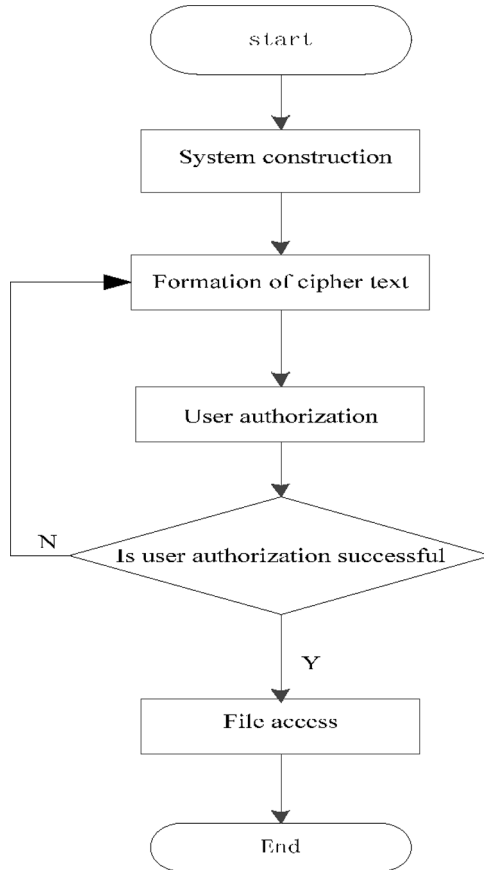 start
System construction
Formation of cipher text
User authorization
Is user authorization successful
N
Y
File access
End